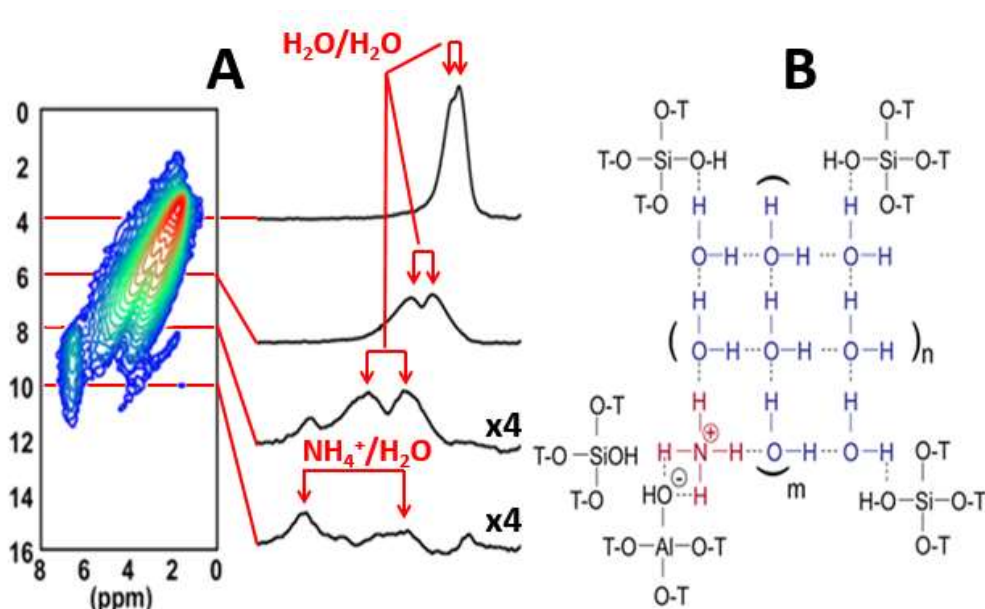 A
H₂O/H₂O
0
2
4
6
8
10
12
14
16
8 6 4 2 0
(ppm)
x4
NH₄⁺/H₂O
x4
B
O-T
T-O-Si-O-H
T-O
O-T
H-O-Si-O-T
O-T
H H H
O-H O-H O-H
H H H
( O-H O-H O-H )n
H H H
O-T
T-O-SiOH
T-O
H-N-H O-H O-H
⊕
( )m
⊖
HO H
T-O-Al-O-T
O-T
O-T
H-O-Si-O-T
O-T